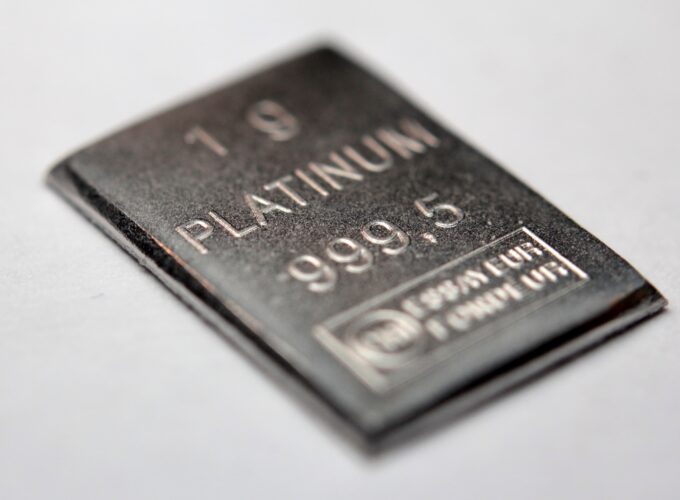 1 g
PLATINUM
999,5
ESSAYEUR
FONDEUR